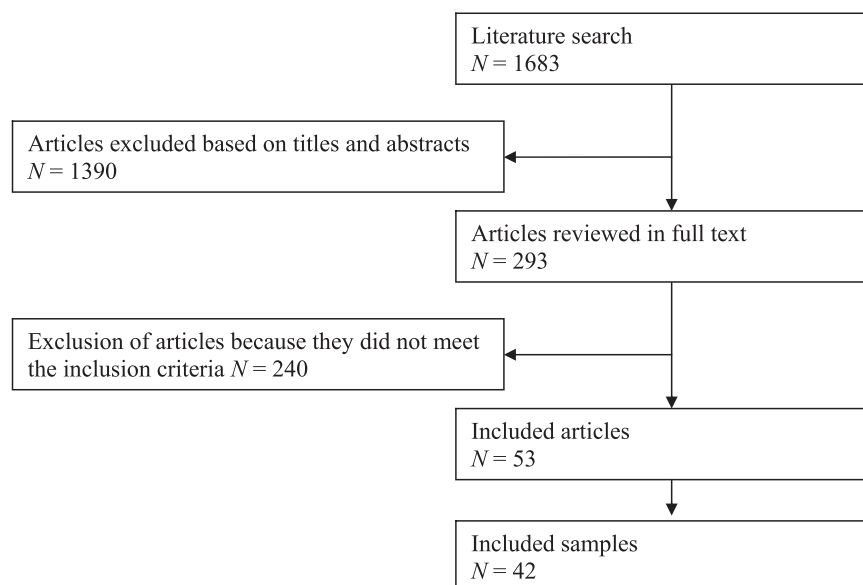 Literature search
N = 1683
Articles excluded based on titles and abstracts
N = 1390
Articles reviewed in full text
N = 293
Exclusion of articles because they did not meet
the inclusion criteria N = 240
Included articles
N = 53
Included samples
N = 42